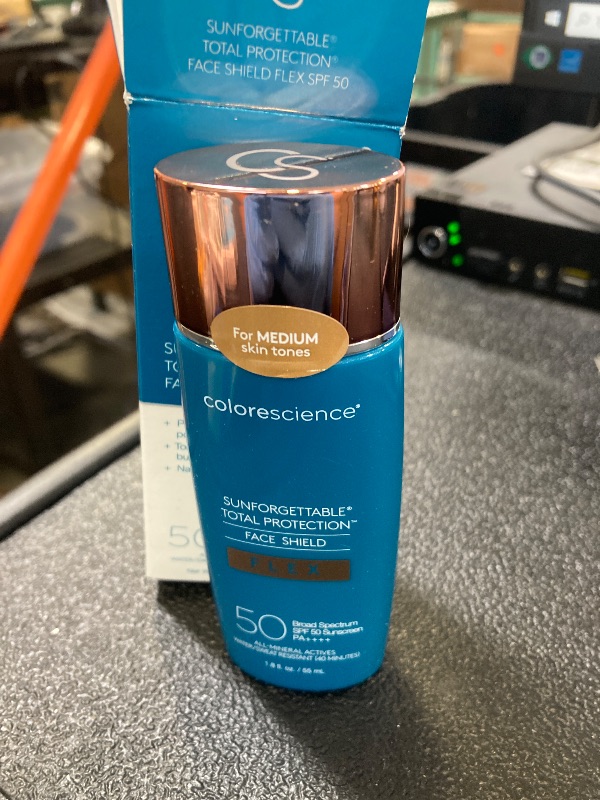 CS
SUNFORGETTABLE®
TOTAL PROTECTION®
FACE SHIELD FLEX SPF 50
CS
For MEDIUM
skin tones
colorescience®
SUNFORGETTABLE®
TOTAL PROTECTION™
FACE SHIELD
FLEX
50
Broad Spectrum
SPF 50 Sunscreen
PA++++
ALL-MINERAL ACTIVES
WATER/SWEAT RESISTANT (40 MINUTES)
1.8 fl. oz. / 55 mL